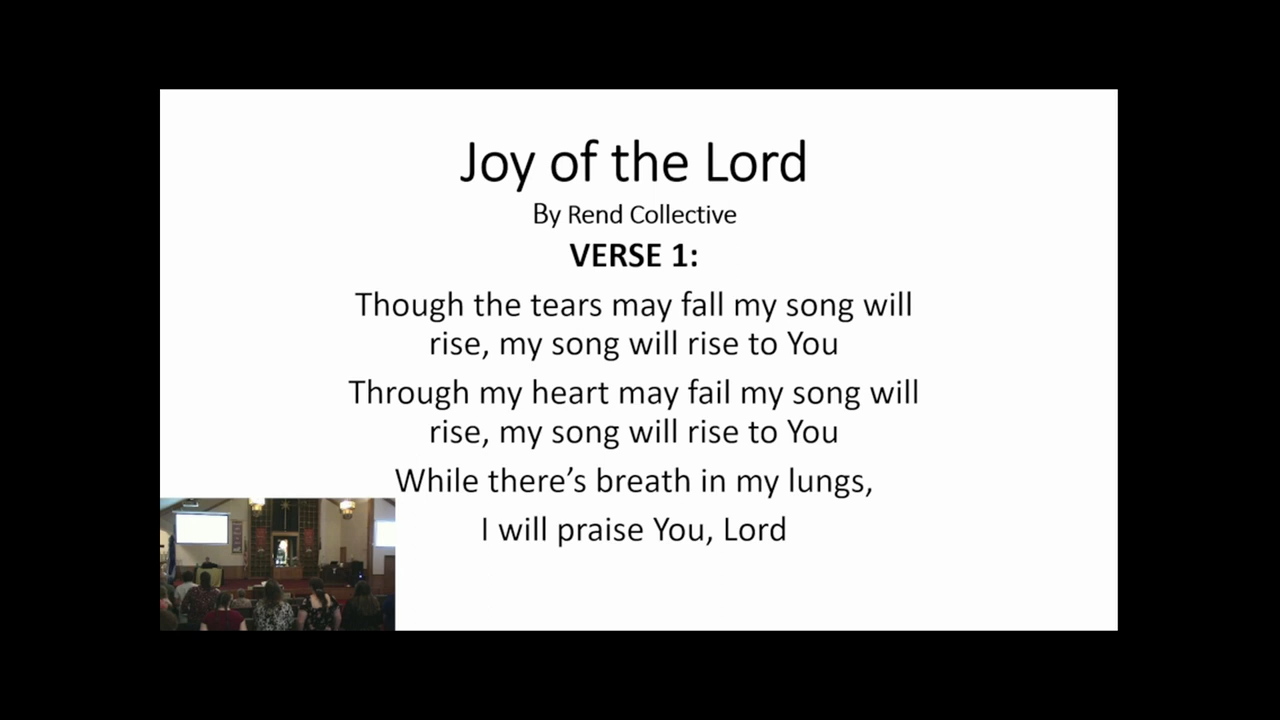 Joy of the Lord
By Rend Collective
VERSE 1:
Though the tears may fall my song will
rise, my song will rise to You
Through my heart may fail my song will
rise, my song will rise to You
While there’s breath in my lungs,
I will praise You, Lord